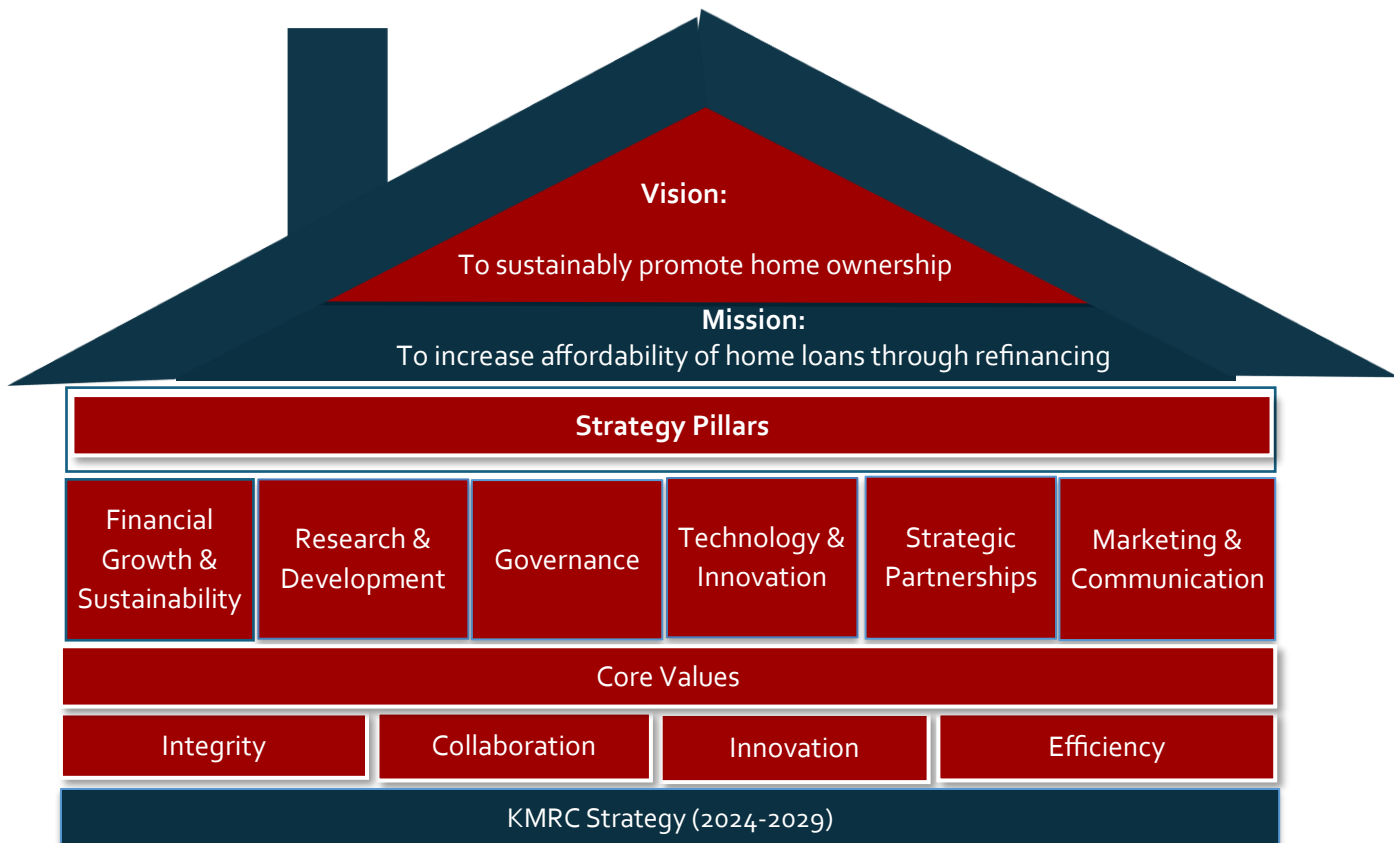 Vision:
To sustainably promote home ownership
Mission:
To increase affordability of home loans through refinancing
Strategy Pillars
Financial
Growth &
Sustainability
Research &
Development
Governance
Technology &
Innovation
Strategic
Partnerships
Marketing &
Communication
Core Values
Integrity
Collaboration
Innovation
Efficiency
KMRC Strategy (2024-2029)